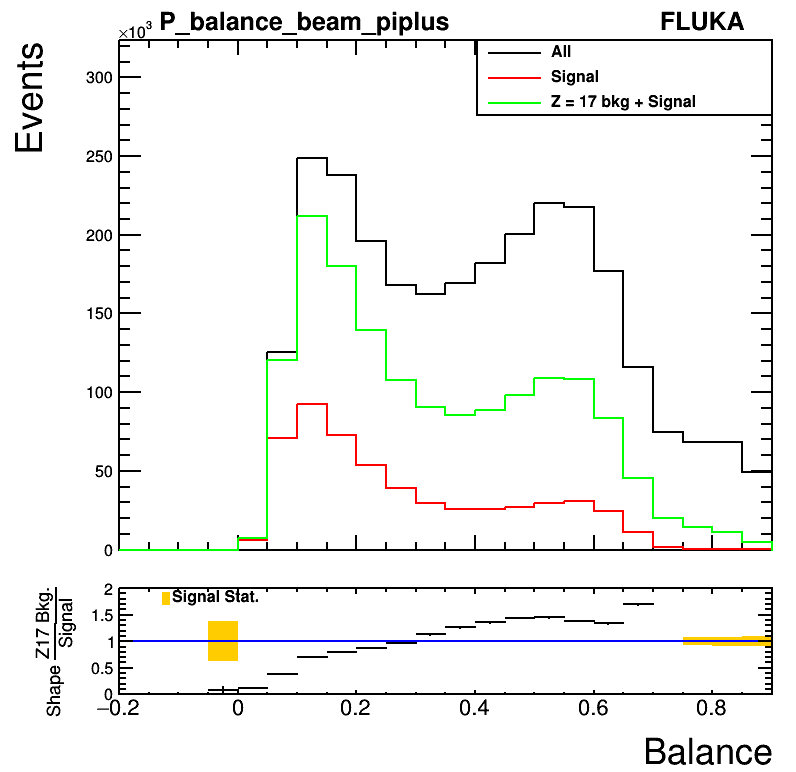 ×10³ P_balance_beam_piplus FLUKA
Events
All
Signal
Z = 17 bkg + Signal
300
250
200
150
100
50
0
Shape Z17 Bkg. / Signal
Signal Stat.
2
1.5
1
0.5
0
−0.2 0 0.2 0.4 0.6 0.8
Balance